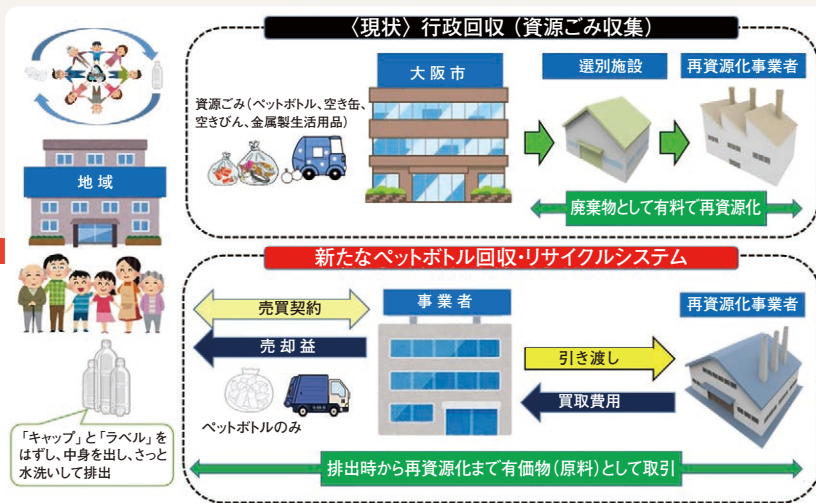 〈現状〉行政回収（資源ごみ収集）
大阪市
選別施設
再資源化事業者
資源ごみ（ペットボトル、空き缶、
空きびん、金属製生活用品）
地域
廃棄物として有料で再資源化
新たなペットボトル回収・リサイクルシステム
売買契約
事業者
再資源化事業者
売却益
引き渡し
買取費用
ペットボトルのみ
「キャップ」と「ラベル」を
はずし、中身を出し、さっと
水洗いして排出
排出時から再資源化まで有価物（原料）として取引